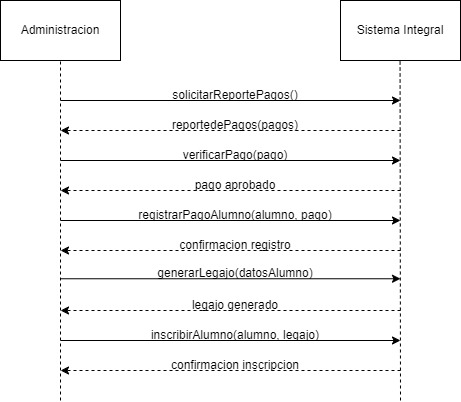 Administracion
Sistema Integral
solicitarReportePagos()
reportedePagos(pagos)
verificarPago(pago)
pago aprobado
registrarPagoAlumno(alumno, pago)
confirmacion registro
generarLegajo(datosAlumno)
legajo generado
inscribirAlumno(alumno, legajo)
confirmacion inscripcion